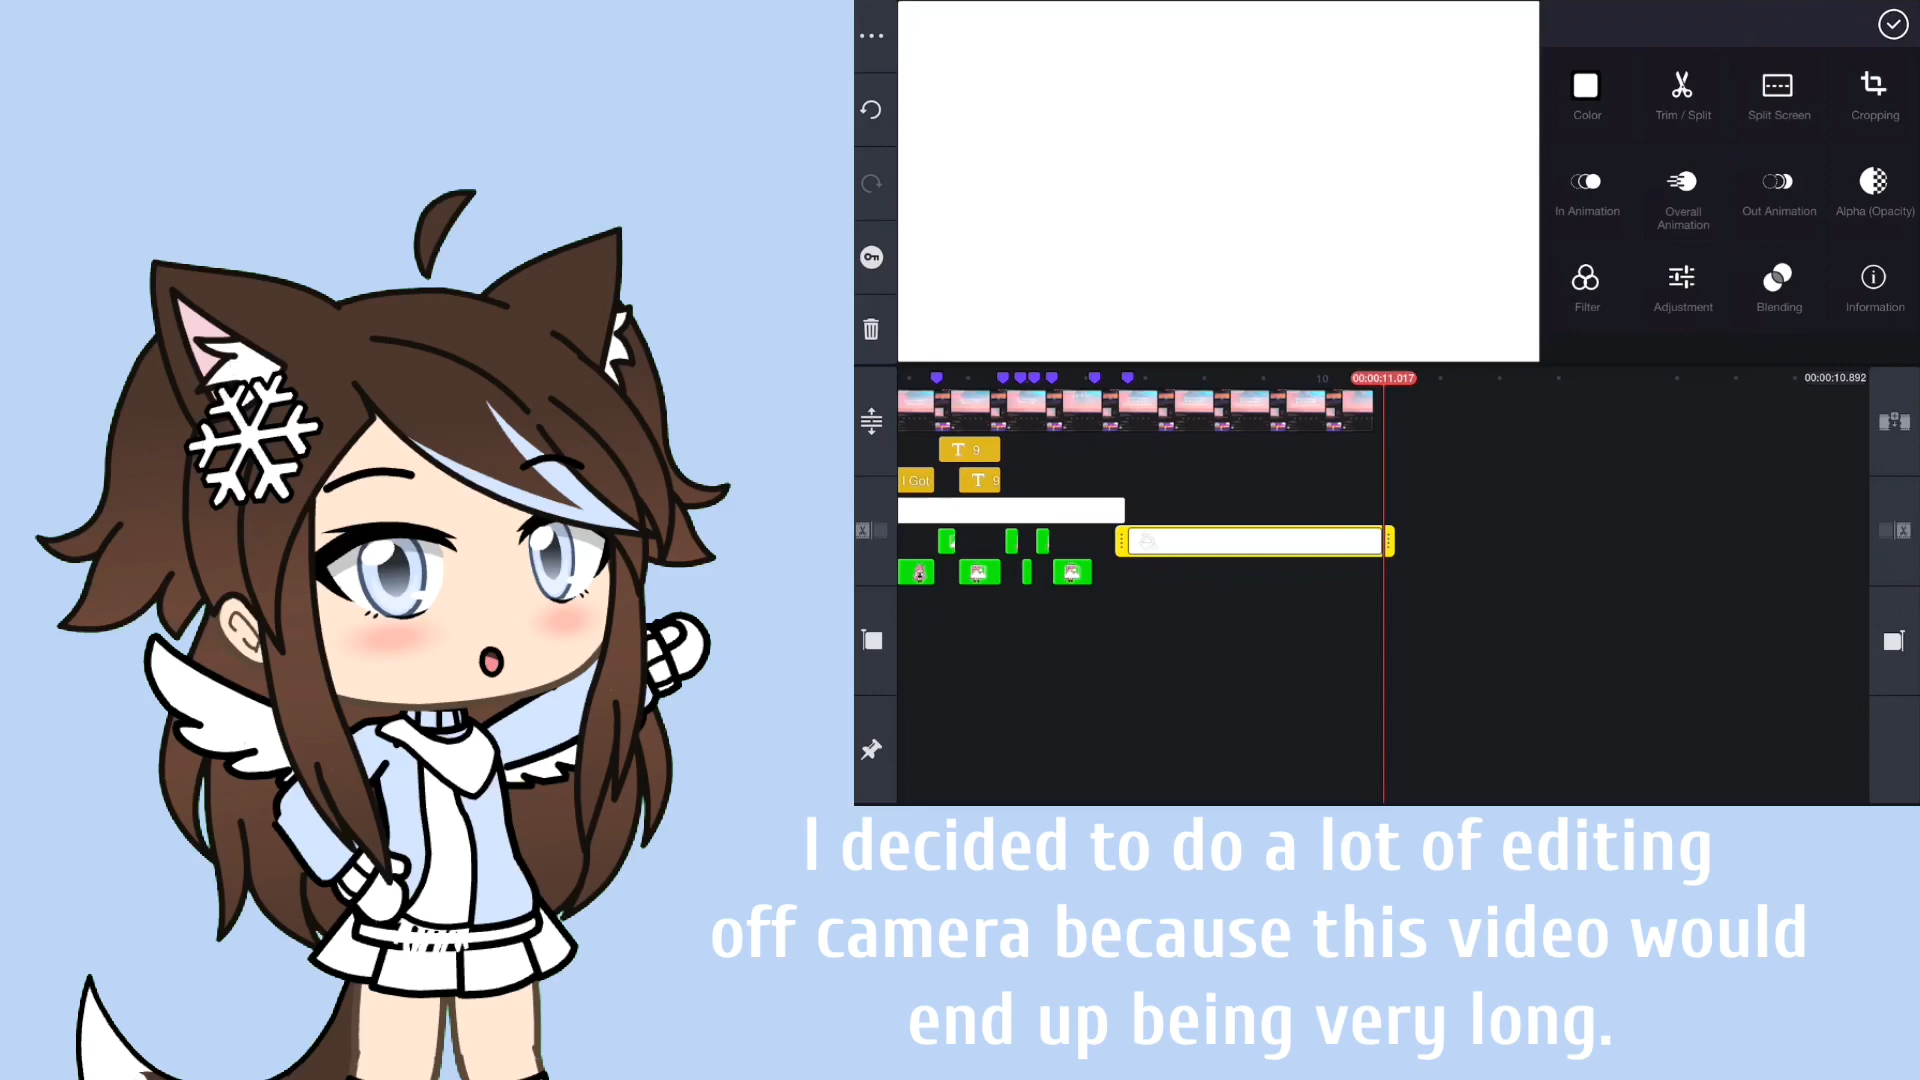 Color
Trim / Split
Split Screen
Cropping
In Animation
Overall
Animation
Out Animation
Alpha (Opacity)
Filter
Adjustment
Blending
Information
10
00:00:11.017
00:00:10.892
T 9
I Got
T 9
I decided to do a lot of editing
off camera because this video would
end up being very long.